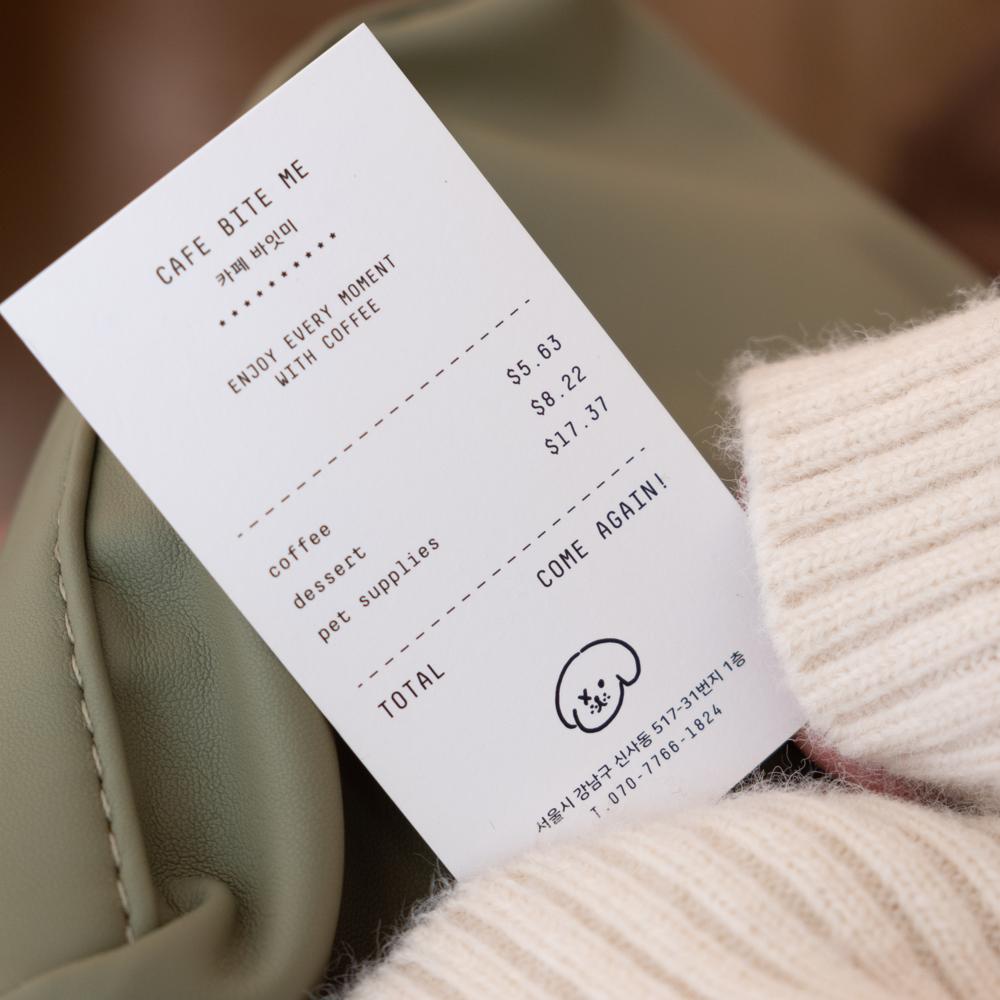 CAFE BITE ME
카페 바잇미
**********
ENJOY EVERY MOMENT
WITH COFFEE
coffee $5.63
dessert $8.22
pet supplies $17.37
TOTAL COME AGAIN!
서울시 강남구 신사동 517-31번지 1층
T.070-7766-1824